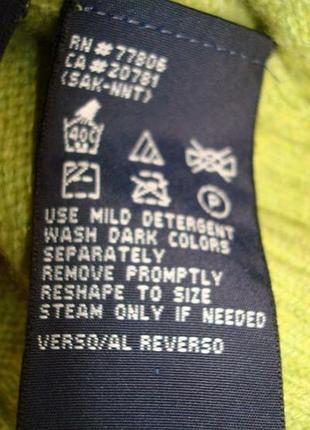 RN# 77806
CA# 20781
(SAK-NNT)
40C
P
USE MILD DETERGENT
WASH DARK COLORS
SEPARATELY
REMOVE PROMPTLY
RESHAPE TO SIZE
STEAM ONLY IF NEEDED
VERSO/AL REVERSO